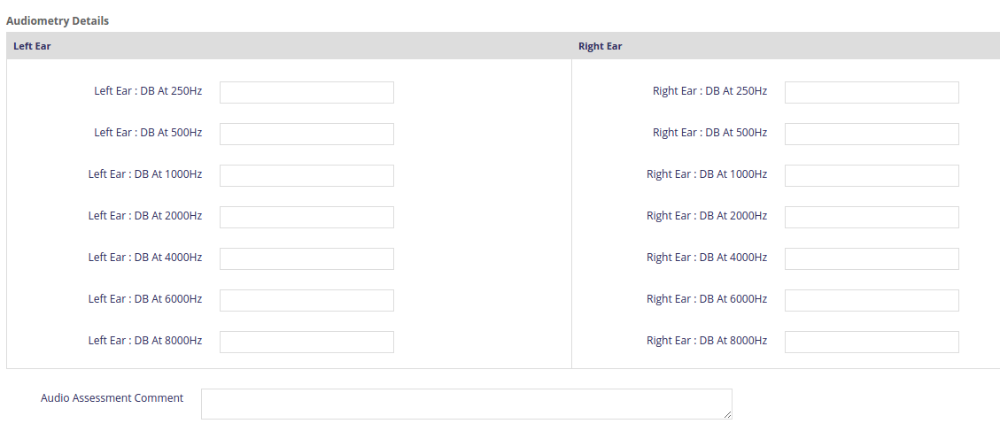 Audiometry Details
Left Ear Right Ear
Left Ear : DB At 250Hz Right Ear : DB At 250Hz
Left Ear : DB At 500Hz Right Ear : DB At 500Hz
Left Ear : DB At 1000Hz Right Ear : DB At 1000Hz
Left Ear : DB At 2000Hz Right Ear : DB At 2000Hz
Left Ear : DB At 4000Hz Right Ear : DB At 4000Hz
Left Ear : DB At 6000Hz Right Ear : DB At 6000Hz
Left Ear : DB At 8000Hz Right Ear : DB At 8000Hz
Audio Assessment Comment